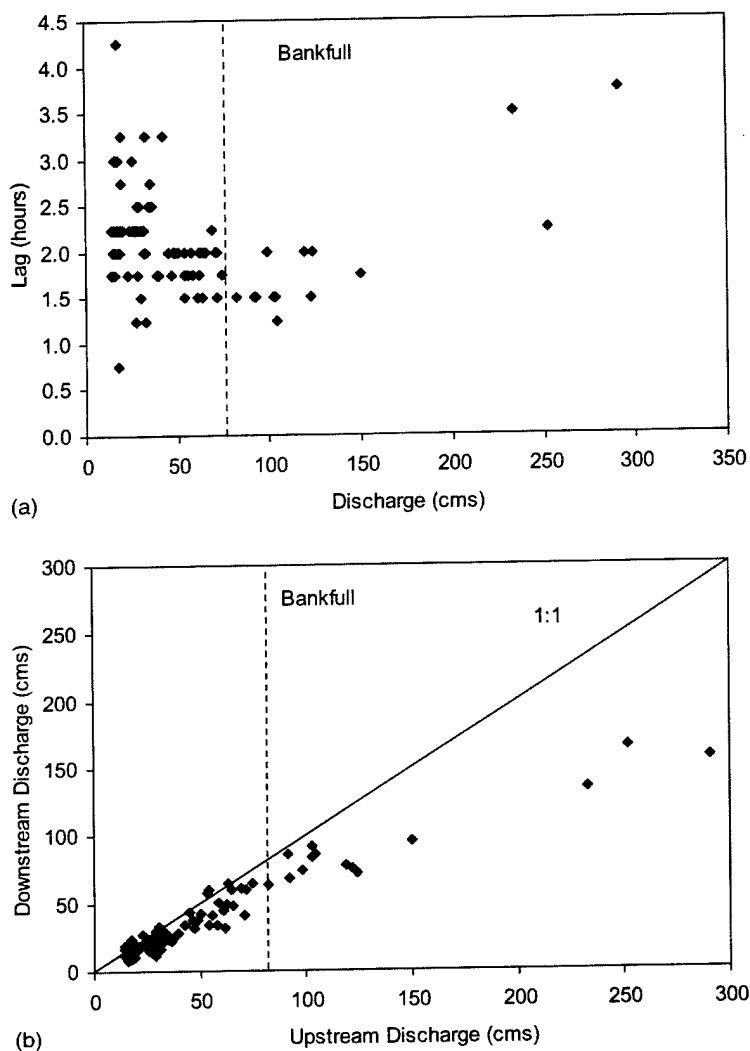 4.5
4.0
3.5
3.0
2.5
2.0
1.5
1.0
0.5
0.0
Lag (hours)
Bankfull
0 50 100 150 200 250 300 350
Discharge (cms)
(a)
300
250
200
150
100
50
0
Downstream Discharge (cms)
Bankfull
1:1
0 50 100 150 200 250 300
Upstream Discharge (cms)
(b)